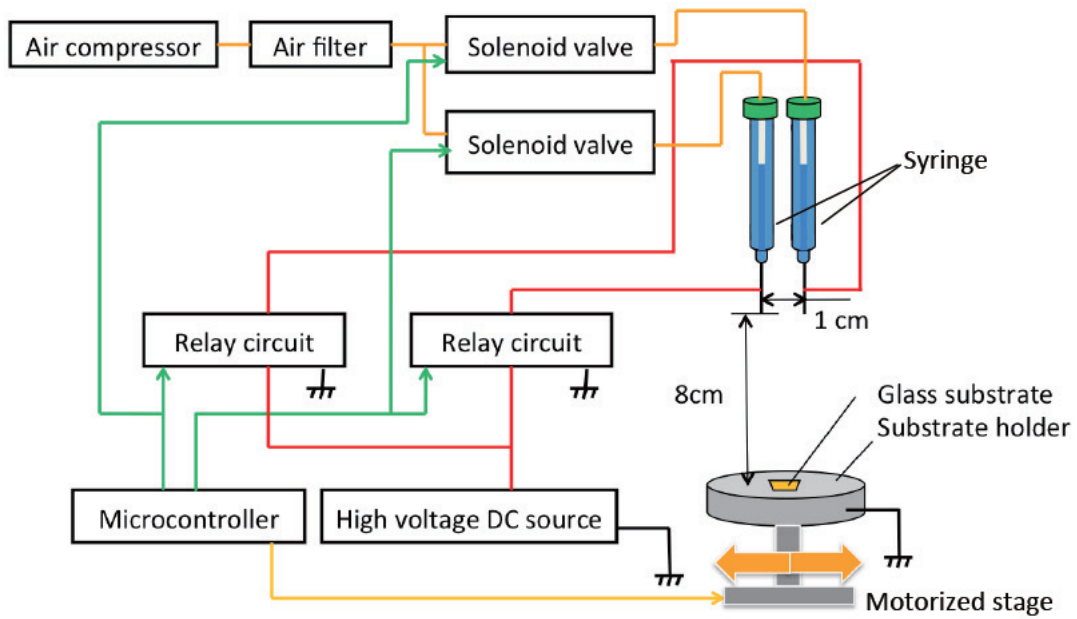 Air compressor
Air filter
Solenoid valve
Solenoid valve
Syringe
1 cm
Relay circuit
Relay circuit
8cm
Glass substrate
Substrate holder
Microcontroller
High voltage DC source
Motorized stage